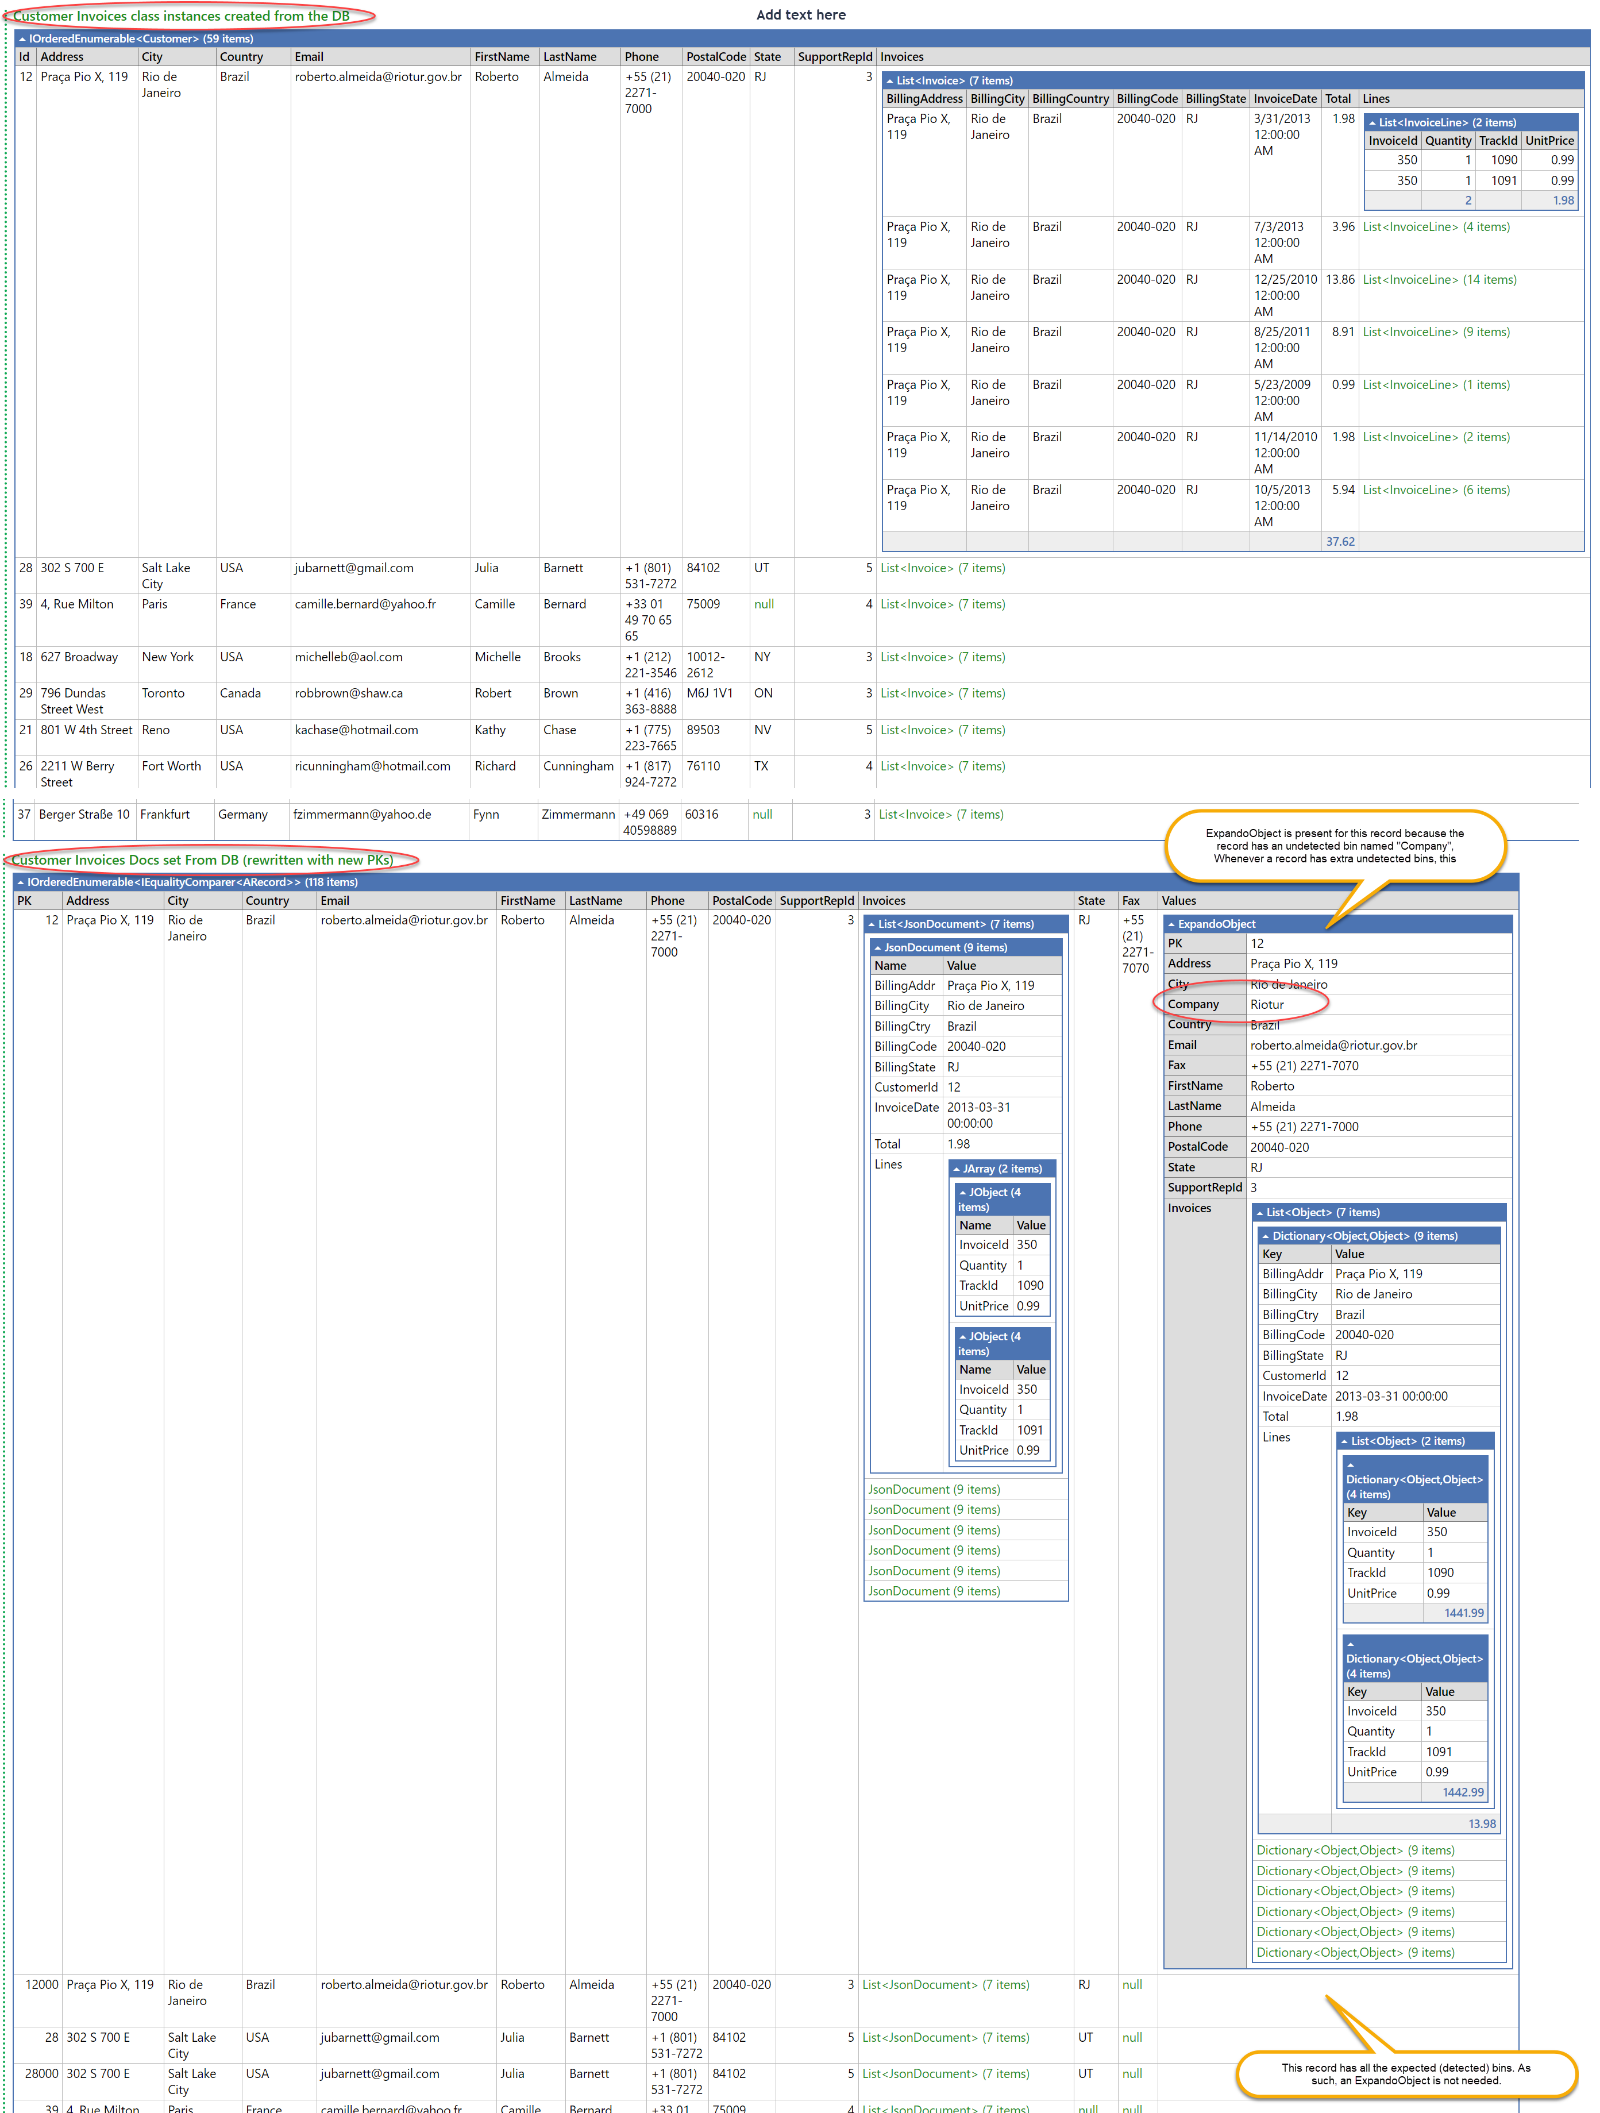 Customer Invoices class instances created from the DB
Add text here
IOrderedEnumerable<Customer> (59 items)
Id Address City Country Email FirstName LastName Phone PostalCode State SupportRepId Invoices
12 Praça Pio X, 119 Rio de Janeiro Brazil roberto.almeida@riotur.gov.br Roberto Almeida +55 (21) 2271-7000 20040-020 RJ 3
List<Invoice> (7 items)
BillingAddress BillingCity BillingCountry BillingCode BillingState InvoiceDate Total Lines
Praça Pio X, 119 Rio de Janeiro Brazil 20040-020 RJ 3/31/2013 12:00:00 AM 1.98
List<InvoiceLine> (2 items)
InvoiceId Quantity TrackId UnitPrice
350 1 1090 0.99
350 1 1091 0.99
2 1.98
Praça Pio X, 119 Rio de Janeiro Brazil 20040-020 RJ 7/3/2013 12:00:00 AM 3.96 List<InvoiceLine> (4 items)
Praça Pio X, 119 Rio de Janeiro Brazil 20040-020 RJ 12/25/2010 12:00:00 AM 13.86 List<InvoiceLine> (14 items)
Praça Pio X, 119 Rio de Janeiro Brazil 20040-020 RJ 8/25/2011 12:00:00 AM 8.91 List<InvoiceLine> (9 items)
Praça Pio X, 119 Rio de Janeiro Brazil 20040-020 RJ 5/23/2009 12:00:00 AM 0.99 List<InvoiceLine> (1 items)
Praça Pio X, 119 Rio de Janeiro Brazil 20040-020 RJ 11/14/2010 12:00:00 AM 1.98 List<InvoiceLine> (2 items)
Praça Pio X, 119 Rio de Janeiro Brazil 20040-020 RJ 10/5/2013 12:00:00 AM 5.94 List<InvoiceLine> (6 items)
37.62
28 302 S 700 E Salt Lake City USA jubarnett@gmail.com Julia Barnett +1 (801) 531-7272 84102 UT 5 List<Invoice> (7 items)
39 4, Rue Milton Paris France camille.bernard@yahoo.fr Camille Bernard +33 01 49 70 65 65 75009 null 4 List<Invoice> (7 items)
18 627 Broadway New York USA michelleb@aol.com Michelle Brooks +1 (212) 221-3546 10012-2612 NY 3 List<Invoice> (7 items)
29 796 Dundas Street West Toronto Canada robbrown@shaw.ca Robert Brown +1 (416) 363-8888 M6J 1V1 ON 3 List<Invoice> (7 items)
21 801 W 4th Street Reno USA kachase@hotmail.com Kathy Chase +1 (775) 223-7665 89503 NV 5 List<Invoice> (7 items)
26 2211 W Berry Street Fort Worth USA ricunningham@hotmail.com Richard Cunningham +1 (817) 924-7272 76110 TX 4 List<Invoice> (7 items)
37 Berger Straße 10 Frankfurt Germany fzimmermann@yahoo.de Fynn Zimmermann +49 069 40598889 60316 null 3 List<Invoice> (7 items)
ExpandoObject is present for this record because the
record has an undetected bin named "Company",
Whenever a record has extra undetected bins, this
Customer Invoices Docs set From DB (rewritten with new PKs)
IOrderedEnumerable<IEqualityComparer<ARecord>> (118 items)
PK Address City Country Email FirstName LastName Phone PostalCode SupportRepId Invoices State Fax Values
12 Praça Pio X, 119 Rio de Janeiro Brazil roberto.almeida@riotur.gov.br Roberto Almeida +55 (21) 2271-7000 20040-020 3
List<JsonDocument> (7 items)
JsonDocument (9 items)
Name Value
BillingAddr Praça Pio X, 119
BillingCity Rio de Janeiro
BillingCtry Brazil
BillingCode 20040-020
BillingState RJ
CustomerId 12
InvoiceDate 2013-03-31 00:00:00
Total 1.98
Lines
JArray (2 items)
JObject (4 items)
Name Value
InvoiceId 350
Quantity 1
TrackId 1090
UnitPrice 0.99
JObject (4 items)
Name Value
InvoiceId 350
Quantity 1
TrackId 1091
UnitPrice 0.99
JsonDocument (9 items)
JsonDocument (9 items)
JsonDocument (9 items)
JsonDocument (9 items)
JsonDocument (9 items)
JsonDocument (9 items)
RJ +55 (21) 2271-7070
ExpandoObject
PK 12
Address Praça Pio X, 119
City Rio de Janeiro
Company Riotur
Country Brazil
Email roberto.almeida@riotur.gov.br
Fax +55 (21) 2271-7070
FirstName Roberto
LastName Almeida
Phone +55 (21) 2271-7000
PostalCode 20040-020
State RJ
SupportRepId 3
Invoices
List<Object> (7 items)
Dictionary<Object,Object> (9 items)
Key Value
BillingAddr Praça Pio X, 119
BillingCity Rio de Janeiro
BillingCtry Brazil
BillingCode 20040-020
BillingState RJ
CustomerId 12
InvoiceDate 2013-03-31 00:00:00
Total 1.98
Lines
List<Object> (2 items)
Dictionary<Object,Object> (4 items)
Key Value
InvoiceId 350
Quantity 1
TrackId 1090
UnitPrice 0.99
1441.99
Dictionary<Object,Object> (4 items)
Key Value
InvoiceId 350
Quantity 1
TrackId 1091
UnitPrice 0.99
1442.99
13.98
Dictionary<Object,Object> (9 items)
Dictionary<Object,Object> (9 items)
Dictionary<Object,Object> (9 items)
Dictionary<Object,Object> (9 items)
Dictionary<Object,Object> (9 items)
Dictionary<Object,Object> (9 items)
12000 Praça Pio X, 119 Rio de Janeiro Brazil roberto.almeida@riotur.gov.br Roberto Almeida +55 (21) 2271-7000 20040-020 3 List<JsonDocument> (7 items) RJ null
28 302 S 700 E Salt Lake City USA jubarnett@gmail.com Julia Barnett +1 (801) 531-7272 84102 5 List<JsonDocument> (7 items) UT null
28000 302 S 700 E Salt Lake City USA jubarnett@gmail.com Julia Barnett +1 (801) 531-7272 84102 5 List<JsonDocument> (7 items) UT null
This record has all the expected (detected) bins. As
such, an ExpandoObject is not needed.
39 4, Rue Milton Paris France camille.bernard@yahoo.fr Camille Bernard +33 01 75009 4 List<JsonDocument> (7 items) null null